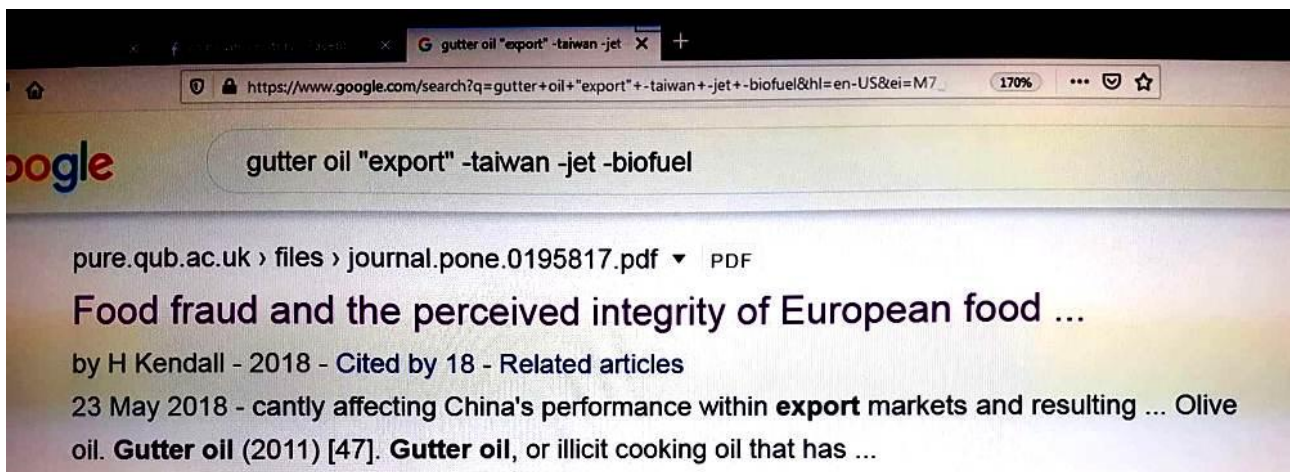 G gutter oil "export" -taiwan -jet
https://www.google.com/search?q=gutter+oil+"export"+-taiwan+-jet+-biofuel&hl=en-US&ei=M7
170%
oogle
gutter oil "export" -taiwan -jet -biofuel
pure.qub.ac.uk › files › journal.pone.0195817.pdf ▼ PDF
Food fraud and the perceived integrity of European food ...
by H Kendall - 2018 - Cited by 18 - Related articles
23 May 2018 - cantly affecting China's performance within export markets and resulting ... Olive
oil. Gutter oil (2011) [47]. Gutter oil, or illicit cooking oil that has ...